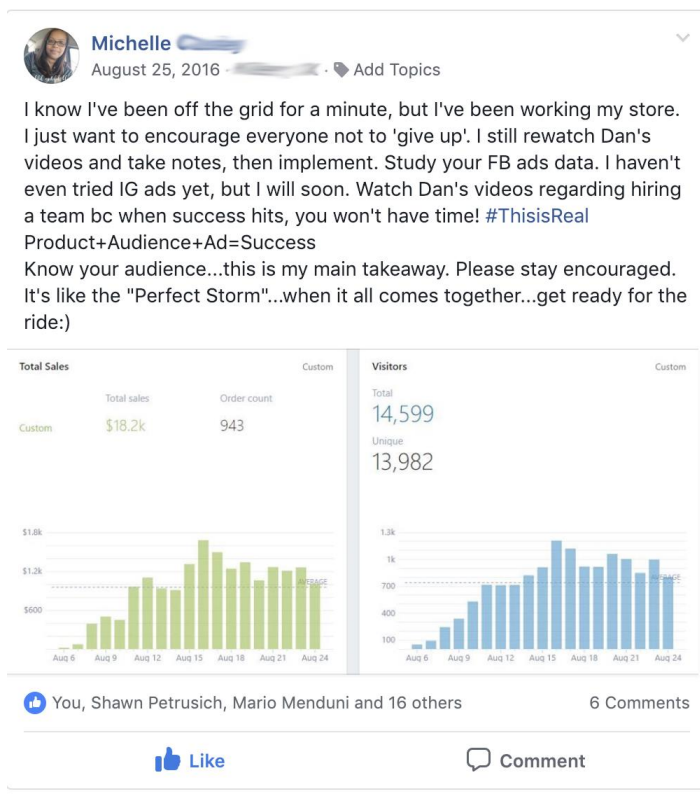 Michelle
August 25, 2016 · · Add Topics
I know I've been off the grid for a minute, but I've been working my store.
I just want to encourage everyone not to 'give up'. I still rewatch Dan's
videos and take notes, then implement. Study your FB ads data. I haven't
even tried IG ads yet, but I will soon. Watch Dan's videos regarding hiring
a team bc when success hits, you won't have time! #ThisisReal
Product+Audience+Ad=Success
Know your audience...this is my main takeaway. Please stay encouraged.
It's like the "Perfect Storm"...when it all comes together...get ready for the
ride:)
Total Sales
Custom
Total sales
Order count
Custom
$18.2k
943
$1.8k
$1.2k
$600
AVERAGE
Aug 6 Aug 9 Aug 12 Aug 15 Aug 18 Aug 21 Aug 24
Visitors
Custom
Total
14,599
Unique
13,982
1.3k
1k
700
400
100
AVERAGE
Aug 6 Aug 9 Aug 12 Aug 15 Aug 18 Aug 21 Aug 24
You, Shawn Petrusich, Mario Menduni and 16 others
6 Comments
Like
Comment